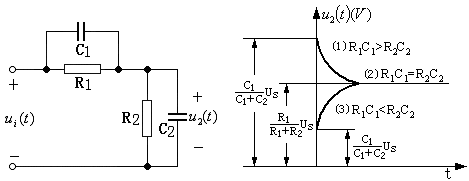 C1
R1
+
ui(t)
−
R2
C2
+
u2(t)
−
u2(t)(V)
(1) R1C1>R2C2
(2) R1C1=R2C2
(3) R1C1<R2C2
C1/C1+C2 Us
R1/R1+R2 Us
C1/C1+C2 Us
t